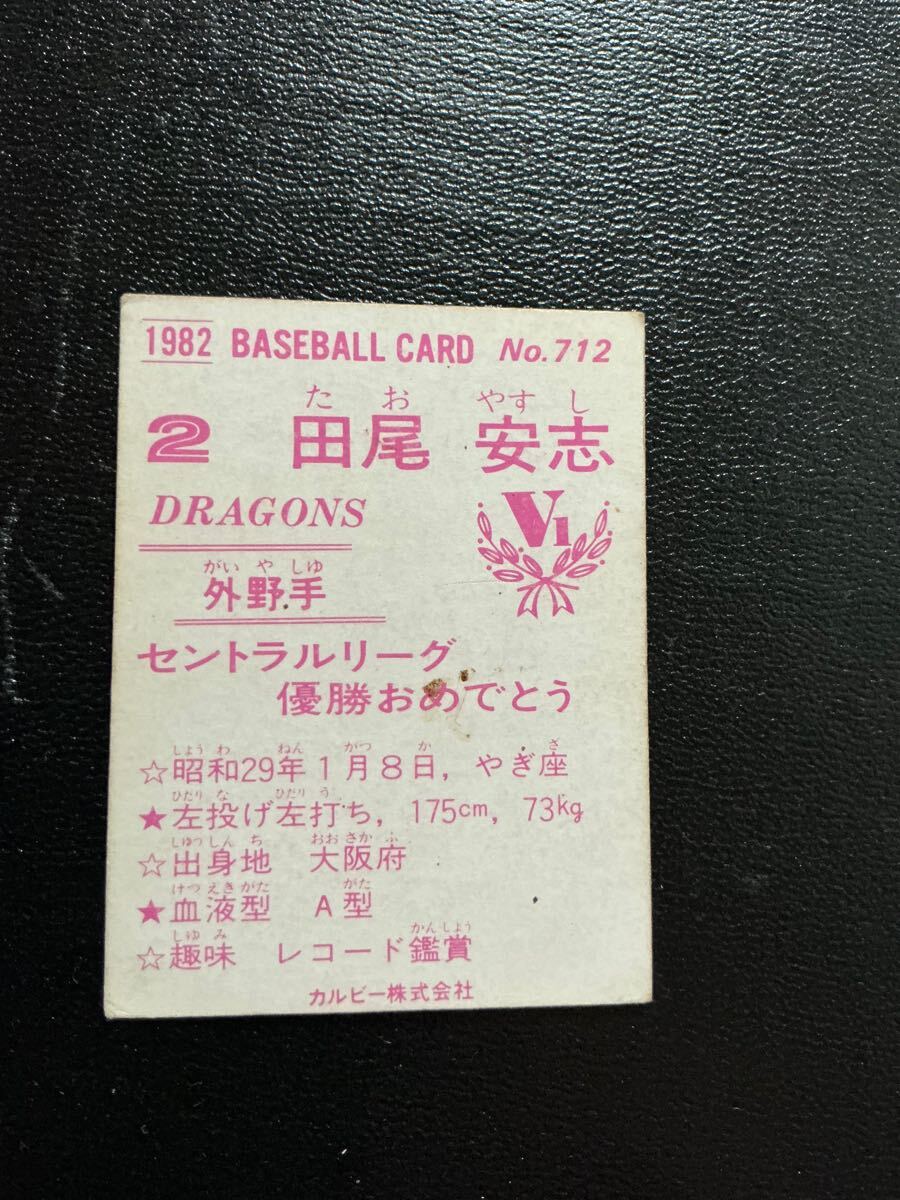 1982 BASEBALL CARD No.712
たお やすし
2 田尾 安志
DRAGONS
V1
がいやしゆ
外野手
セントラルリーグ
優勝おめでとう
しょうわ ねん がつ か ざ
☆昭和29年1月8日, やぎ座
ひだりな ひだりう
★左投げ左打ち, 175cm, 73kg
しゆつしんち おおさかふ
☆出身地 大阪府
けつえきがた がた
★血液型 A型
しゆみ かんしょう
☆趣味 レコード鑑賞
カルビー株式会社